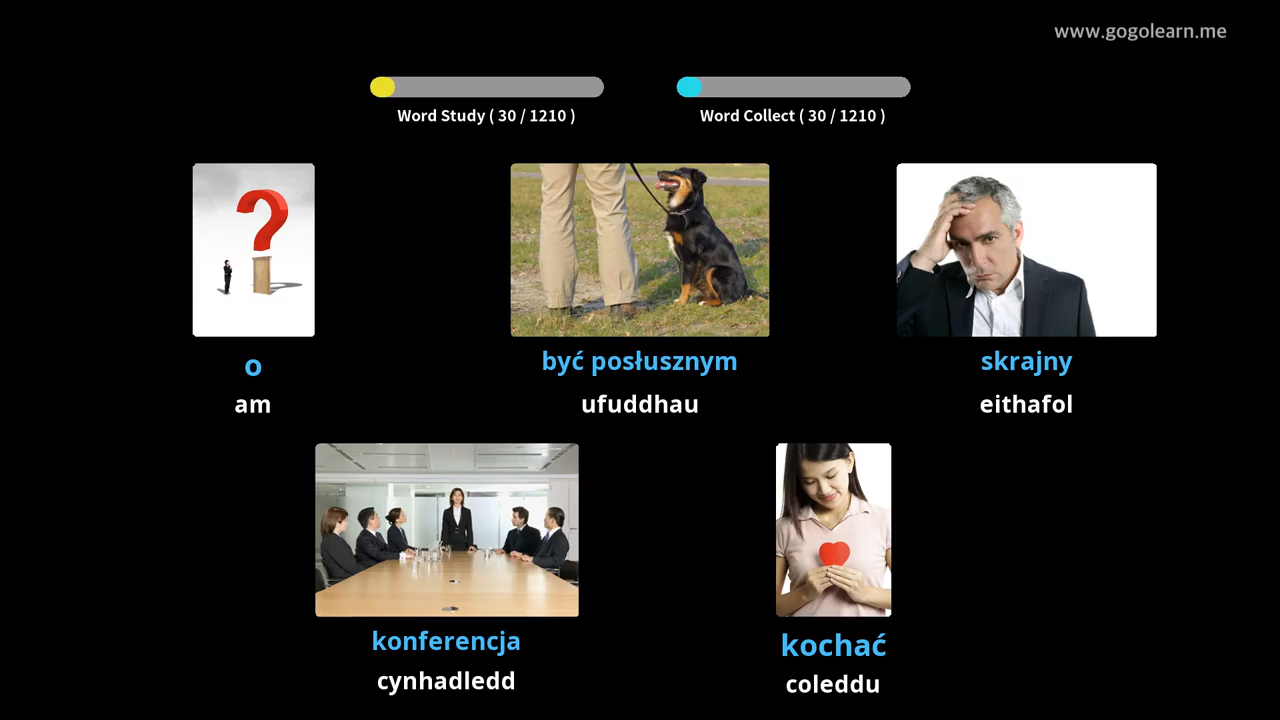 www.gogolearn.me
Word Study ( 30 / 1210 )
Word Collect ( 30 / 1210 )
o
być posłusznym
skrajny
am
ufuddhau
eithafol
konferencja
kochać
cynhadledd
coleddu